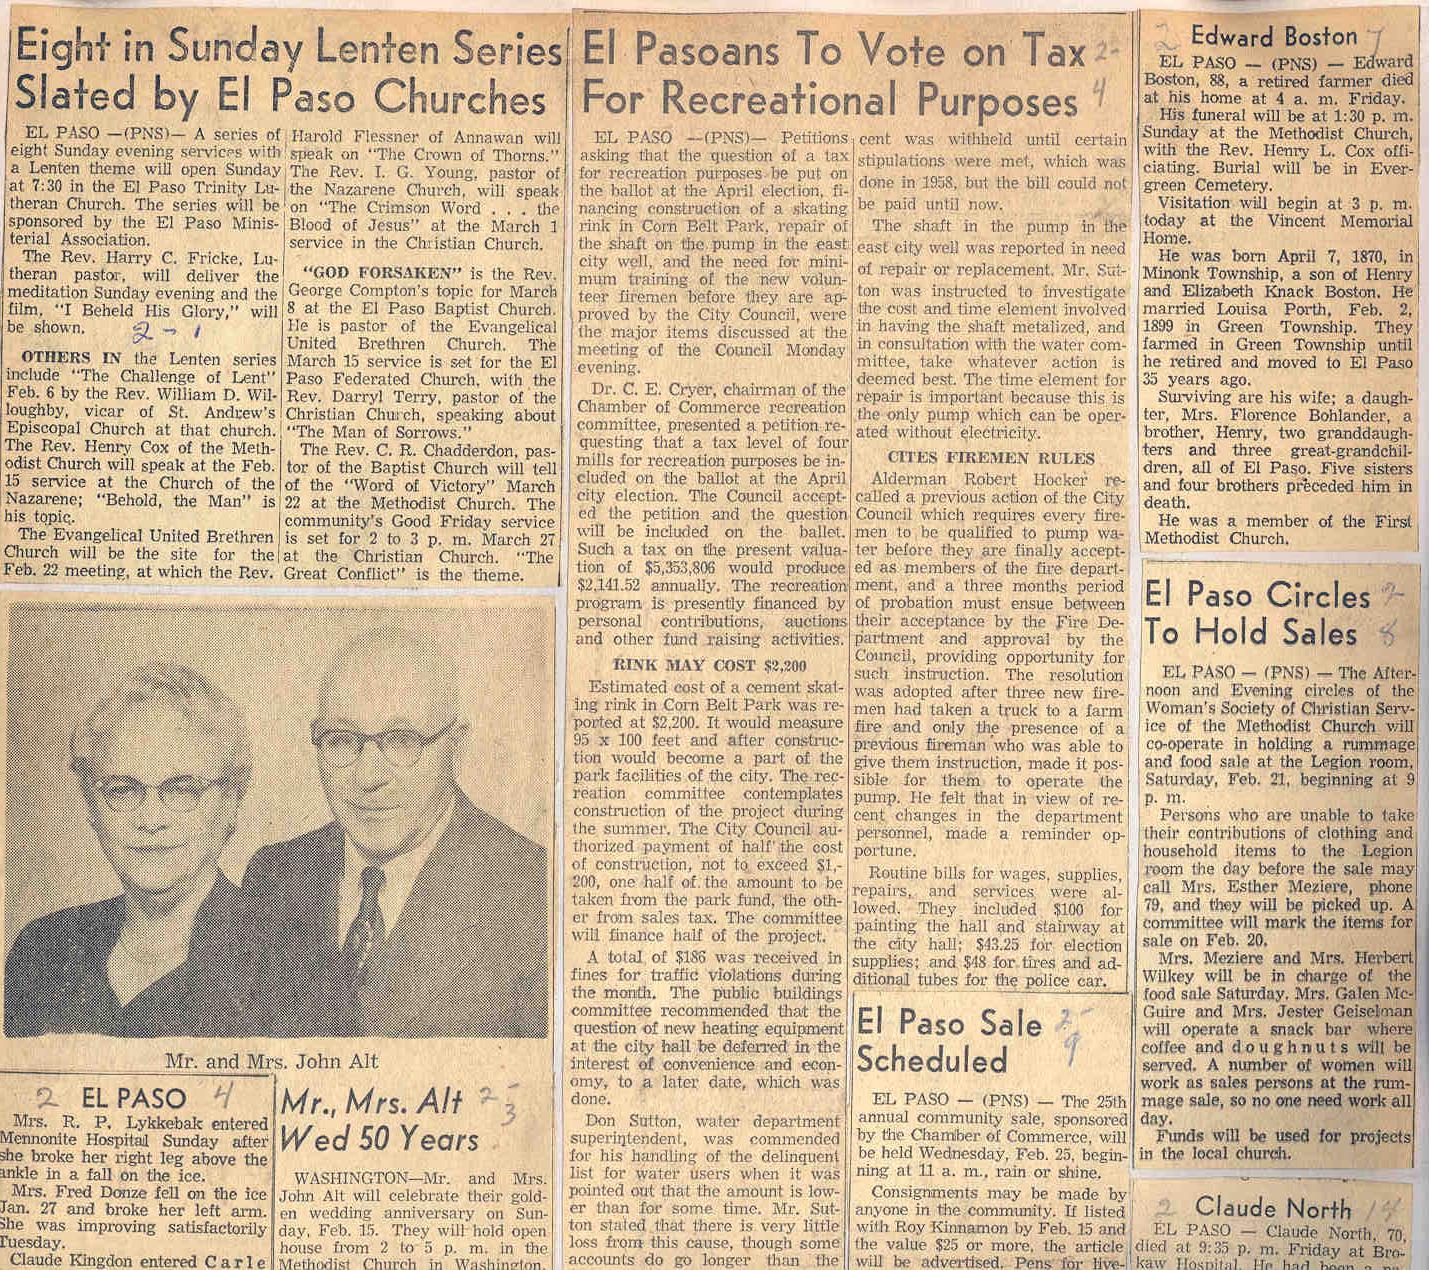 Eight in Sunday Lenten Series
Slated by El Paso Churches
EL PASO —(PNS)— A series of
eight Sunday evening services with
a Lenten theme will open Sunday
at 7:30 in the El Paso Trinity Lu-
theran Church. The series will be
sponsored by the El Paso Minis-
terial Association.
The Rev. Harry C. Fricke, Lu-
theran pastor, will deliver the
meditation Sunday evening and the
film, "I Beheld His Glory," will
be shown.
2-1
OTHERS IN the Lenten series
include "The Challenge of Lent"
Feb. 6 by the Rev. William D. Wil-
loughby, vicar of St. Andrew's
Episcopal Church at that church.
The Rev. Henry Cox of the Meth-
odist Church will speak at the Feb.
15 service at the Church of the
Nazarene; "Behold, the Man" is
his topic.
The Evangelical United Brethren
Church will be the site for the
Feb. 22 meeting, at which the Rev.
Harold Flessner of Annawan will
speak on "The Crown of Thorns."
The Rev. I. G. Young, pastor of
the Nazarene Church, will speak
on "The Crimson Word . . . the
Blood of Jesus" at the March 1
service in the Christian Church.
"GOD FORSAKEN" is the Rev.
George Compton's topic for March
8 at the El Paso Baptist Church.
He is pastor of the Evangelical
United Brethren Church. The
March 15 service is set for the El
Paso Federated Church, with the
Rev. Darryl Terry, pastor of the
Christian Church, speaking about
"The Man of Sorrows."
The Rev. C. R. Chadderdon, pas-
tor of the Baptist Church will tell
of the "Word of Victory" March
22 at the Methodist Church. The
community's Good Friday service
is set for 2 to 3 p. m. March 27
at the Christian Church. "The
Great Conflict" is the theme.
Mr. and Mrs. John Alt
2 EL PASO 4
Mrs. R. P. Lykkebak entered
Mennonite Hospital Sunday after
she broke her right leg above the
ankle in a fall on the ice.
Mrs. Fred Donze fell on the ice
Jan. 27 and broke her left arm.
She was improving satisfactorily
Tuesday.
Claude Kingdon entered Carle
Mr., Mrs. Alt 2-
Wed 50 Years 3
WASHINGTON—Mr. and Mrs.
John Alt will celebrate their gold-
en wedding anniversary on Sun-
day, Feb. 15. They will hold open
house from 2 to 5 p. m. in the
Methodist Church in Washington.
El Pasoans To Vote on Tax 2-
For Recreational Purposes 4
EL PASO —(PNS)— Petitions
asking that the question of a tax
for recreation purposes be put on
the ballot at the April election, fi-
nancing construction of a skating
rink in Corn Belt Park, repair of
the shaft on the pump in the east
city well, and the need for mini-
mum training of the new volun-
teer firemen before they are ap-
proved by the City Council, were
the major items discussed at the
meeting of the Council Monday
evening.
Dr. C. E. Cryer, chairman of the
Chamber of Commerce recreation
committee, presented a petition re-
questing that a tax level of four
mills for recreation purposes be in-
cluded on the ballot at the April
city election. The Council accept-
ed the petition and the question
will be included on the ballet.
Such a tax on the present valua-
tion of $5,353,806 would produce
$2,141.52 annually. The recreation
program is presently financed by
personal contributions, auctions
and other fund raising activities.
RINK MAY COST $2,200
Estimated cost of a cement skat-
ing rink in Corn Belt Park was re-
ported at $2,200. It would measure
95 x 100 feet and after construc-
tion would become a part of the
park facilities of the city. The rec-
reation committee contemplates
construction of the project during
the summer. The City Council au-
thorized payment of half the cost
of construction, not to exceed $1,-
200, one half of the amount to be
taken from the park fund, the oth-
er from sales tax. The committee
will finance half of the project.
A total of $186 was received in
fines for traffic violations during
the month. The public buildings
committee recommended that the
question of new heating equipment
at the city hall be deferred in the
interest of convenience and econ-
omy, to a later date, which was
done.
Don Sutton, water department
superintendent, was commended
for his handling of the delinquent
list for water users when it was
pointed out that the amount is low-
er than for some time. Mr. Sut-
ton stated that there is very little
loss from this cause, though some
accounts do go longer than the
cent was withheld until certain
stipulations were met, which was
done in 1958, but the bill could not
be paid until now.
The shaft in the pump in the
east city well was reported in need
of repair or replacement. Mr. Sut-
ton was instructed to investigate
the cost and time element involved
in having the shaft metalized, and
in consultation with the water com-
mittee, take whatever action is
deemed best. The time element for
repair is important because this is
the only pump which can be oper-
ated without electricity.
CITES FIREMEN RULES
Alderman Robert Hocker re-
called a previous action of the City
Council which requires every fire-
men to be qualified to pump wa-
ter before they are finally accept-
ed as members of the fire depart-
ment, and a three months period
of probation must ensue between
their acceptance by the Fire De-
partment and approval by the
Council, providing opportunity for
such instruction. The resolution
was adopted after three new fire-
men had taken a truck to a farm
fire and only the presence of a
previous fireman who was able to
give them instruction, made it pos-
sible for them to operate the
pump. He felt that in view of re-
cent changes in the department
personnel, made a reminder op-
portune.
Routine bills for wages, supplies,
repairs, and services were al-
lowed. They included $100 for
painting the hall and stairway at
the city hall; $43.25 for election
supplies; and $48 for tires and ad-
ditional tubes for the police car.
El Paso Sale 2-
Scheduled 9
EL PASO — (PNS) — The 25th
annual community sale, sponsored
by the Chamber of Commerce, will
be held Wednesday, Feb. 25, begin-
ning at 11 a. m., rain or shine.
Consignments may be made by
anyone in the community. If listed
with Roy Kinnamon by Feb. 15 and
the value $25 or more, the article
will be advertised. Pens for live-
2 Edward Boston 7
EL PASO — (PNS) — Edward
Boston, 88, a retired farmer died
at his home at 4 a. m. Friday.
His funeral will be at 1:30 p. m.
Sunday at the Methodist Church,
with the Rev. Henry L. Cox offi-
ciating. Burial will be in Ever-
green Cemetery.
Visitation will begin at 3 p. m.
today at the Vincent Memorial
Home.
He was born April 7, 1870, in
Minonk Township, a son of Henry
and Elizabeth Knack Boston. He
married Louisa Porth, Feb. 2,
1899 in Green Township. They
farmed in Green Township until
he retired and moved to El Paso
35 years ago.
Surviving are his wife; a daugh-
ter, Mrs. Florence Bohlander, a
brother, Henry, two granddaugh-
ters and three great-grandchil-
dren, all of El Paso. Five sisters
and four brothers preceded him in
death.
He was a member of the First
Methodist Church.
El Paso Circles 2-
To Hold Sales 8
EL PASO — (PNS) — The After-
noon and Evening circles of the
Woman's Society of Christian Serv-
ice of the Methodist Church will
co-operate in holding a rummage
and food sale at the Legion room,
Saturday, Feb. 21, beginning at 9
p. m.
Persons who are unable to take
their contributions of clothing and
household items to the Legion
room the day before the sale may
call Mrs. Esther Meziere, phone
79, and they will be picked up. A
committee will mark the items for
sale on Feb. 20.
Mrs. Meziere and Mrs. Herbert
Wilkey will be in charge of the
food sale Saturday. Mrs. Galen Mc-
Guire and Mrs. Jester Geiselman
will operate a snack bar where
coffee and doughnuts will be
served. A number of women will
work as sales persons at the rum-
mage sale, so no one need work all
day.
Funds will be used for projects
in the local church.
2 Claude North 14
EL PASO — Claude North, 70,
died at 9:35 p. m. Friday at Bro-
kaw Hospital. He had been a